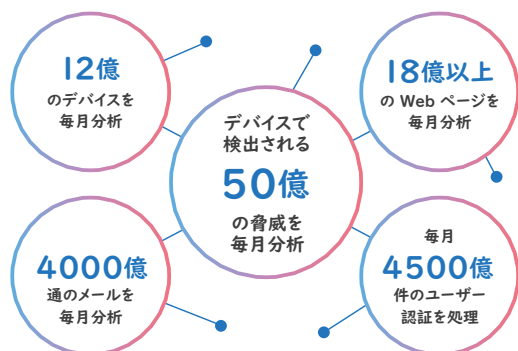 12億
のデバイスを
毎月分析
18億以上
の Web ページを
毎月分析
デバイスで
検出される
50億
の脅威を
毎月分析
4000億
通のメールを
毎月分析
毎月
4500億
件のユーザー
認証を処理